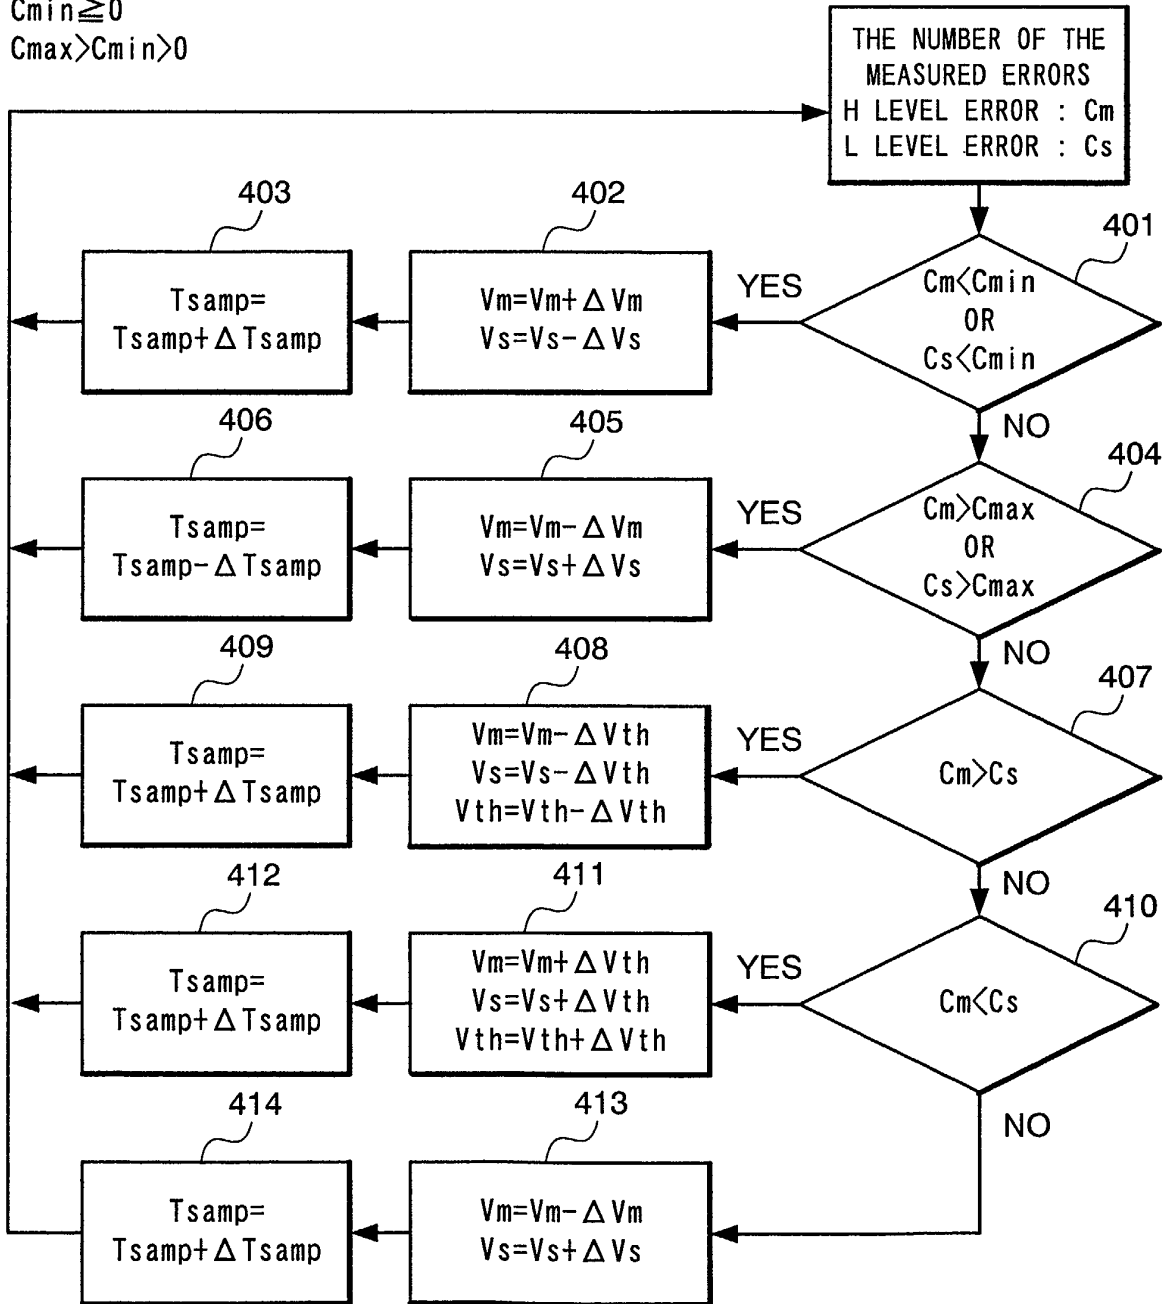 Cmin≧0
Cmax>Cmin>0
THE NUMBER OF THE
MEASURED ERRORS
H LEVEL ERROR : Cm
L LEVEL ERROR : Cs
401
Cm<Cmin
OR
Cs<Cmin
YES
NO
402
Vm=Vm+ΔVm
Vs=Vs-ΔVs
403
Tsamp=
Tsamp+ΔTsamp
404
Cm>Cmax
OR
Cs>Cmax
YES
NO
405
Vm=Vm-ΔVm
Vs=Vs+ΔVs
406
Tsamp=
Tsamp-ΔTsamp
407
Cm>Cs
YES
NO
408
Vm=Vm-ΔVth
Vs=Vs-ΔVth
Vth=Vth-ΔVth
409
Tsamp=
Tsamp+ΔTsamp
410
Cm<Cs
YES
NO
411
Vm=Vm+ΔVth
Vs=Vs+ΔVth
Vth=Vth+ΔVth
412
Tsamp=
Tsamp+ΔTsamp
413
Vm=Vm-ΔVm
Vs=Vs+ΔVs
414
Tsamp=
Tsamp+ΔTsamp